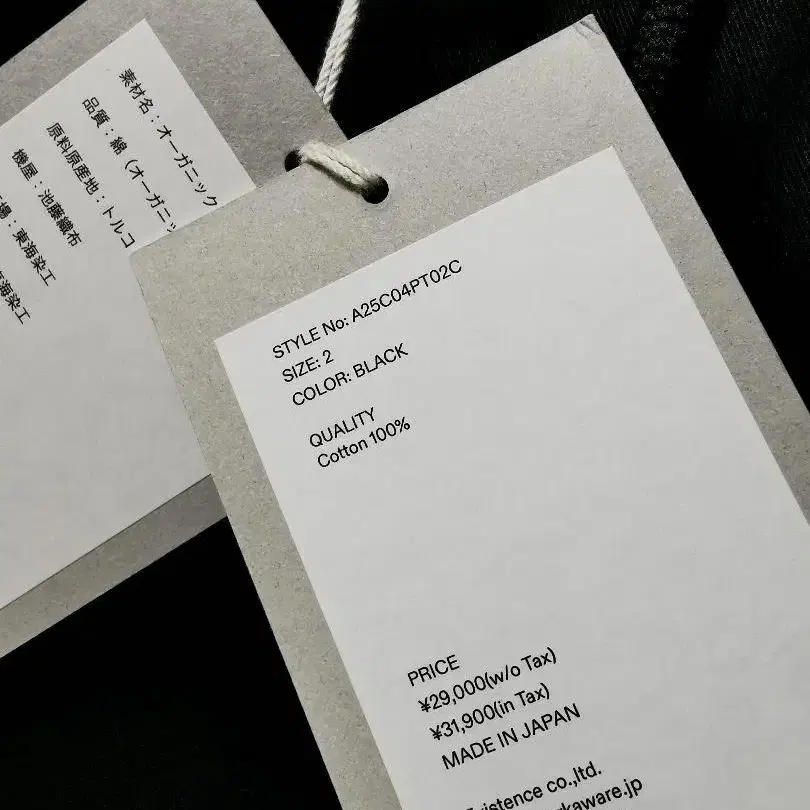 素材名：オーガニック
品質：綿（オーガニッ
原料原産地：トルコ
機屋：池藤織布
東海染工
STYLE No: A25C04PT02C
SIZE: 2
COLOR: BLACK
QUALITY
Cotton 100%
PRICE
¥29,000(w/o Tax)
¥31,900(in Tax)
MADE IN JAPAN
co.,ltd.